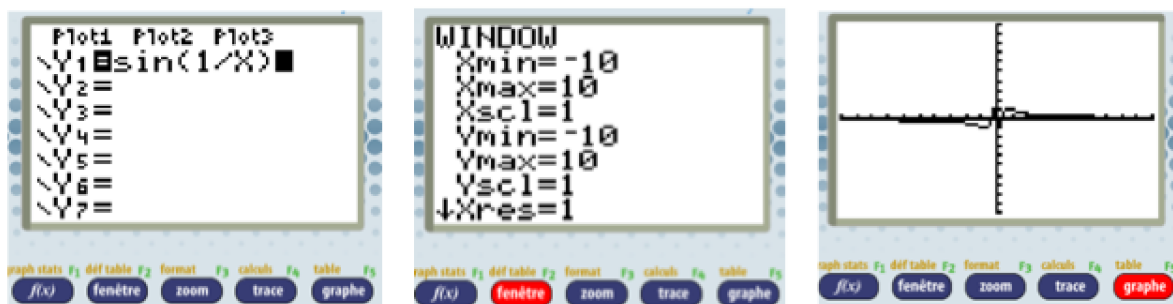 Plot1 Plot2 Plot3
\Y1=sin(1/X)
\Y2=
\Y3=
\Y4=
\Y5=
\Y6=
\Y7=
raph stats F1 déf table F2 format F3 calculs F4 table F5
f(x) fenêtre zoom trace graphe
WINDOW
Xmin=-10
Xmax=10
Xscl=1
Ymin=-10
Ymax=10
Yscl=1
↓Xres=1
raph stats F1 déf table F2 format F3 calculs F4 table F5
f(x) fenêtre zoom trace graphe
raph stats F1 déf table F2 format F3 calculs F4 table
f(x) fenêtre zoom trace graphe